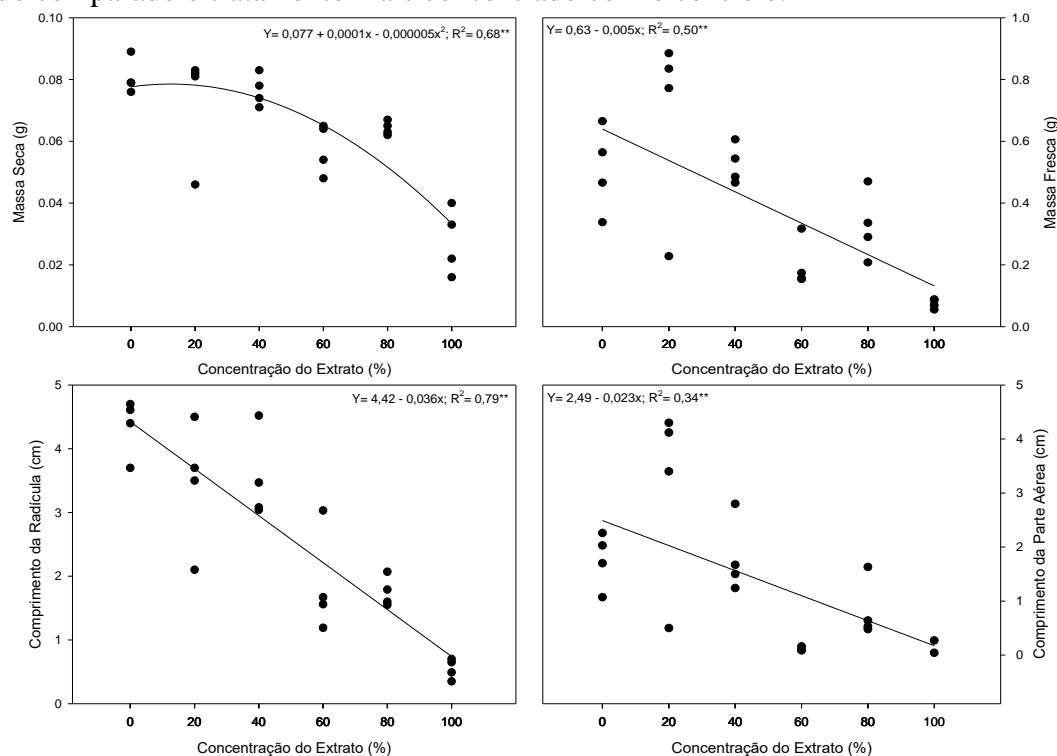 Y= 0,077 + 0,0001x - 0,000005x²; R²= 0,68**
0.10
0.08
0.06
0.04
0.02
0.00
Massa Seca (g)
0 20 40 60 80 100
Concentração do Extrato (%)
Y= 0,63 - 0,005x; R²= 0,50**
1.0
0.8
0.6
0.4
0.2
0.0
Massa Fresca (g)
0 20 40 60 80 100
Concentração do Extrato (%)
Y= 4,42 - 0,036x; R²= 0,79**
5
4
3
2
1
0
Comprimento da Radícula (cm)
0 20 40 60 80 100
Concentração do Extrato (%)
Y= 2,49 - 0,023x; R²= 0,34**
5
4
3
2
1
0
Comprimento da Parte Aérea (cm)
0 20 40 60 80 100
Concentração do Extrato (%)